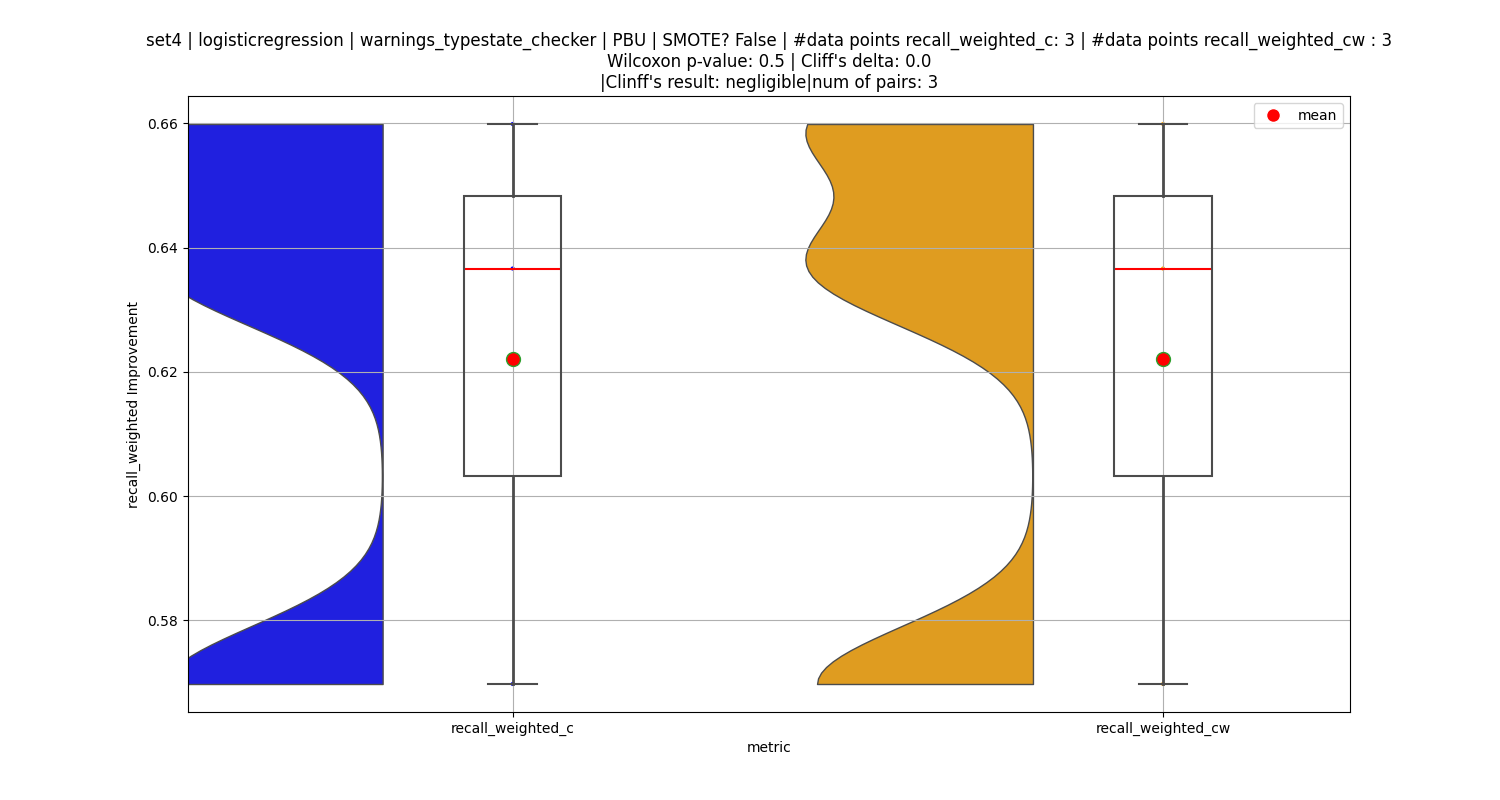 set4 | logisticregression | warnings_typestate_checker | PBU | SMOTE? False | #data points recall_weighted_c: 3 | #data points recall_weighted_cw : 3
Wilcoxon p-value: 0.5 | Cliff's delta: 0.0
|Clinff's result: negligible|num of pairs: 3
mean
0.66
0.64
0.62
0.60
0.58
recall_weighted Improvement
recall_weighted_c
recall_weighted_cw
metric